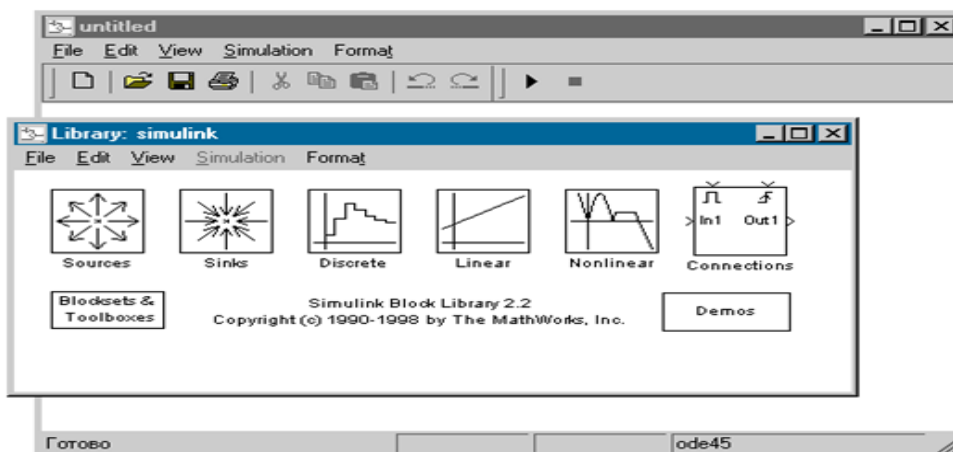 untitled
File Edit View Simulation Format
Library: simulink
File Edit View Simulation Format
In1 Out1
Sources Sinks Discrete Linear Nonlinear Connections
Blocksets &
Toolboxes
Simulink Block Library 2.2
Copyright (c) 1990-1998 by The MathWorks, Inc.
Demos
Готово ode45